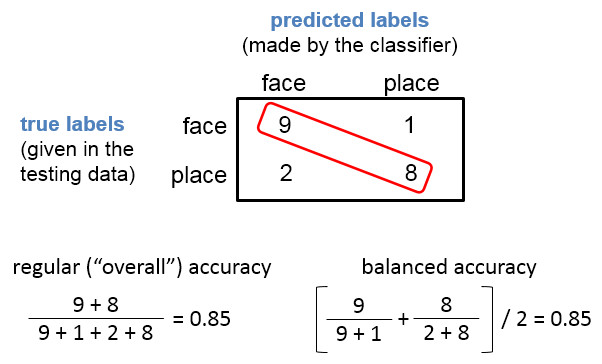 predicted labels
(made by the classifier)
face place
true labels
(given in the
testing data)
face 9 1
place 2 8
regular (“overall”) accuracy
9 + 8
9 + 1 + 2 + 8
= 0.85
balanced accuracy
[ 9 / 9 + 1 + 8 / 2 + 8 ] / 2 = 0.85